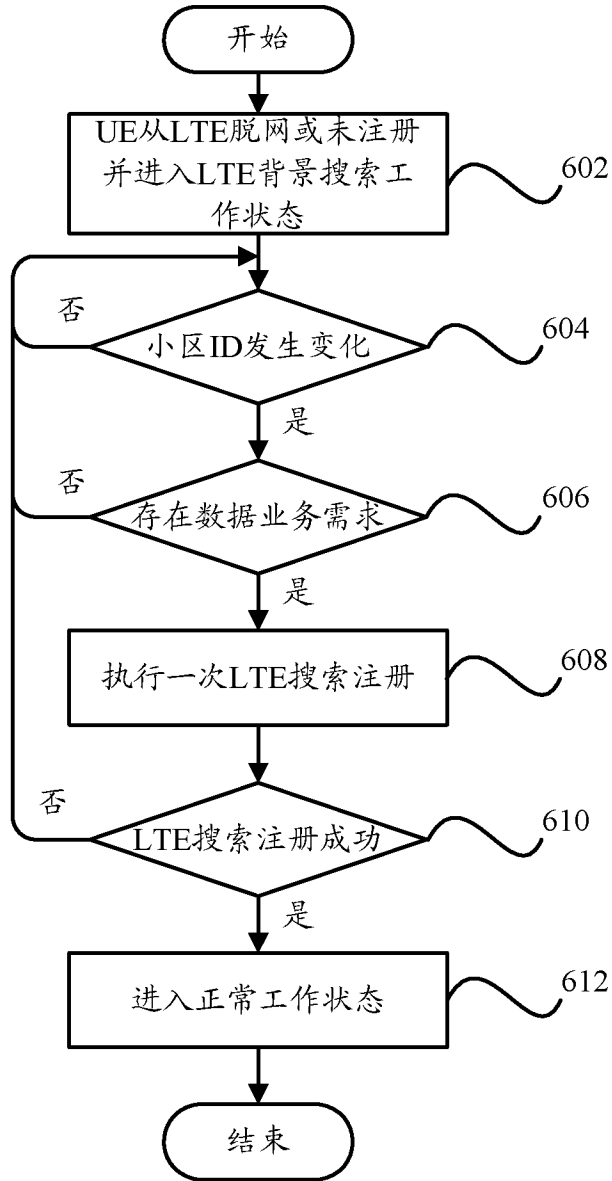 开始
UE从LTE脱网或未注册
并进入LTE背景搜索工
作状态
602
否
小区ID发生变化
604
是
否
存在数据业务需求
606
是
执行一次LTE搜索注册
608
否
LTE搜索注册成功
610
是
进入正常工作状态
612
结束